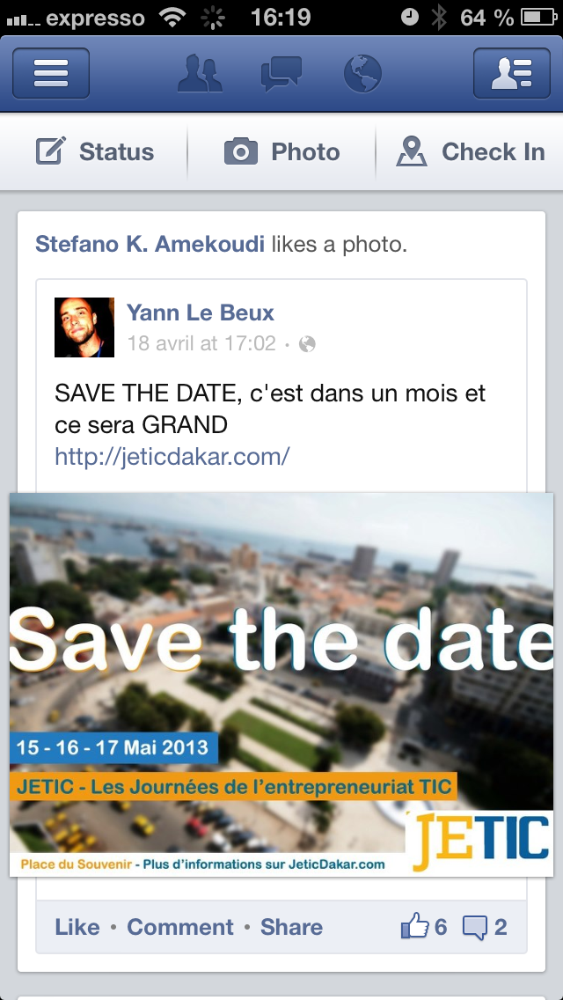 expresso 16:19 64 %
Status Photo Check In
Stefano K. Amekoudi likes a photo.
Yann Le Beux
18 avril at 17:02 ·
SAVE THE DATE, c'est dans un mois et
ce sera GRAND
http://jeticdakar.com/
Save the date
15 - 16 - 17 Mai 2013
JETIC - Les Journées de l'entrepreneuriat TIC
JETIC
Place du Souvenir - Plus d'informations sur JeticDakar.com
Like • Comment • Share 6 2